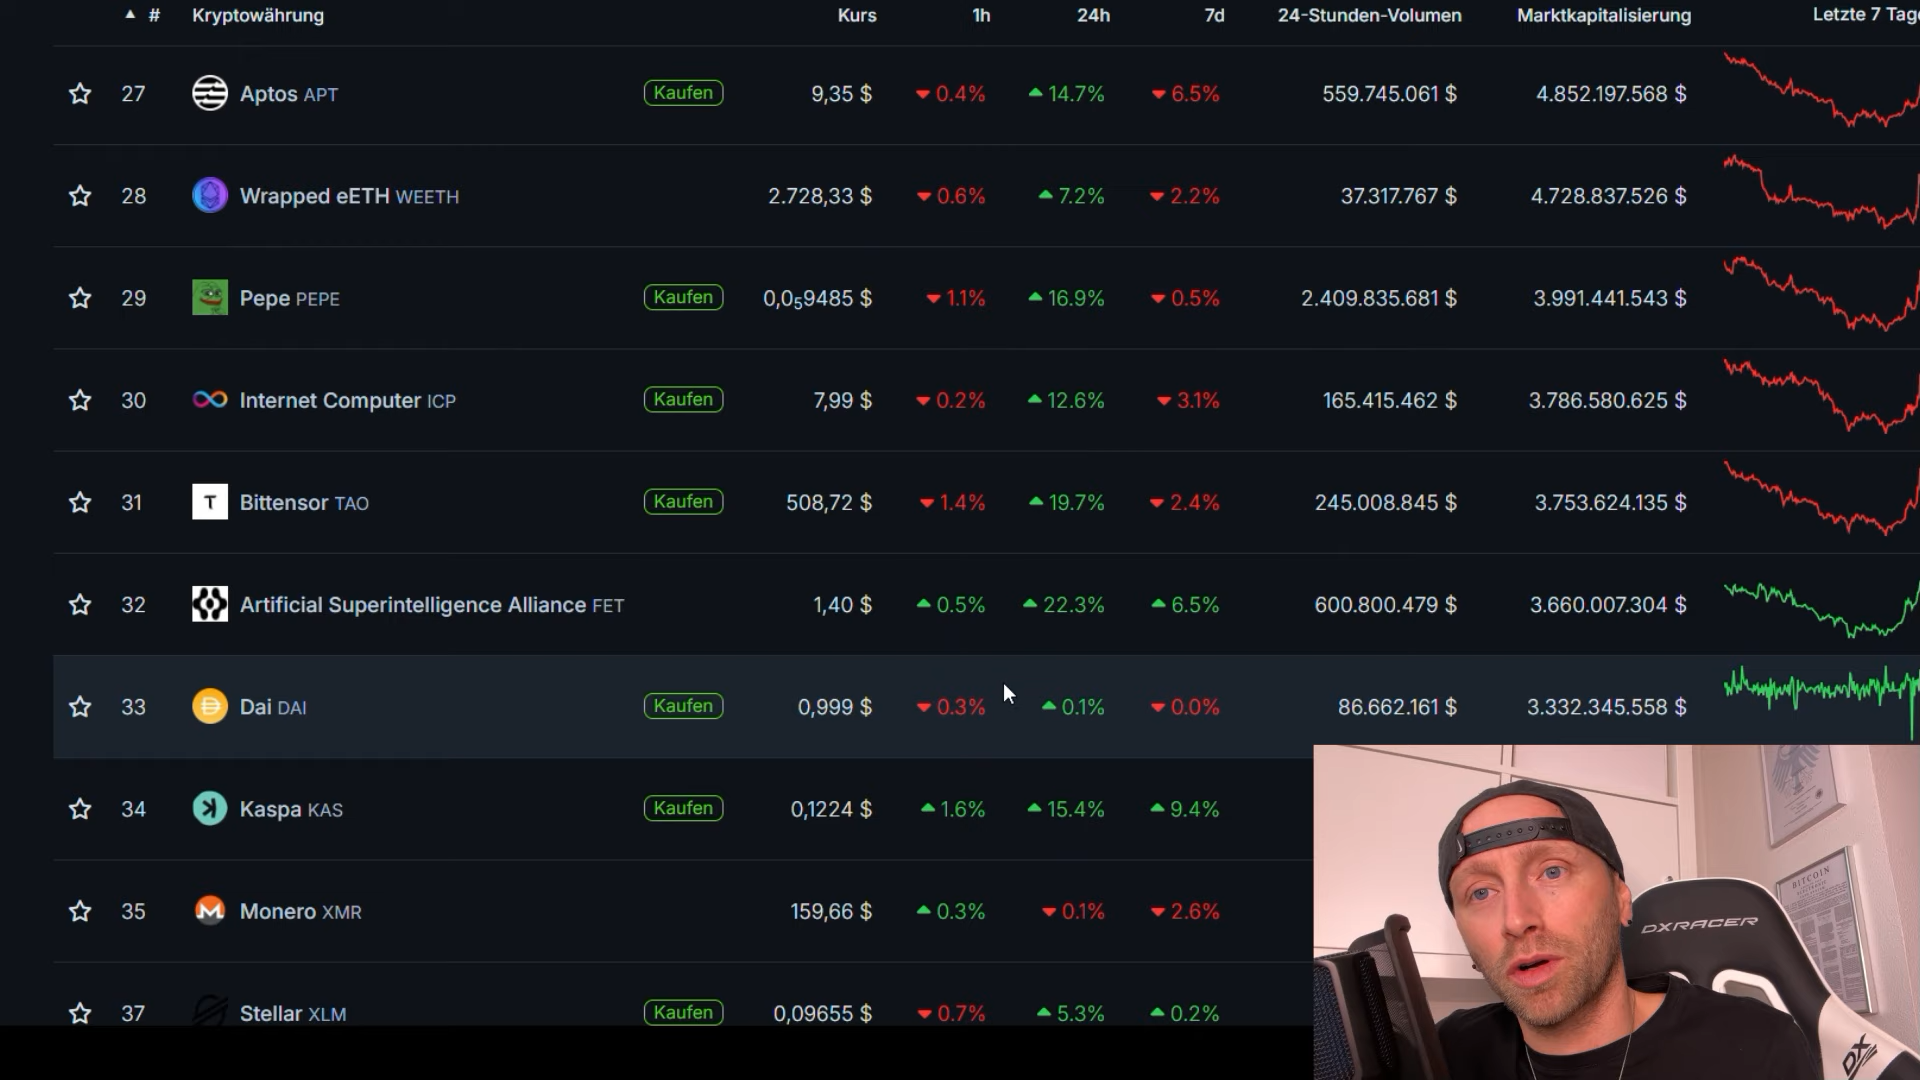 ▲ # Kryptowährung Kurs 1h 24h 7d 24-Stunden-Volumen Marktkapitalisierung Letzte 7 Tage
27 Aptos APT Kaufen 9,35 $ ▼ 0.4% ▲ 14.7% ▼ 6.5% 559.745.061 $ 4.852.197.568 $
28 Wrapped eETH WEETH 2.728,33 $ ▼ 0.6% ▲ 7.2% ▼ 2.2% 37.317.767 $ 4.728.837.526 $
29 Pepe PEPE Kaufen 0,0₅9485 $ ▼ 1.1% ▲ 16.9% ▼ 0.5% 2.409.835.681 $ 3.991.441.543 $
30 Internet Computer ICP Kaufen 7,99 $ ▼ 0.2% ▲ 12.6% ▼ 3.1% 165.415.462 $ 3.786.580.625 $
31 T Bittensor TAO Kaufen 508,72 $ ▼ 1.4% ▲ 19.7% ▼ 2.4% 245.008.845 $ 3.753.624.135 $
32 Artificial Superintelligence Alliance FET 1,40 $ ▲ 0.5% ▲ 22.3% ▲ 6.5% 600.800.479 $ 3.660.007.304 $
33 Dai DAI Kaufen 0,999 $ ▼ 0.3% ▲ 0.1% ▼ 0.0% 86.662.161 $ 3.332.345.558 $
34 Kaspa KAS Kaufen 0,1224 $ ▲ 1.6% ▲ 15.4% ▲ 9.4%
35 Monero XMR 159,66 $ ▲ 0.3% ▼ 0.1% ▼ 2.6%
37 Stellar XLM Kaufen 0,09655 $ ▼ 0.7% ▲ 5.3% ▲ 0.2%
BITCOIN
DXRACER
DX